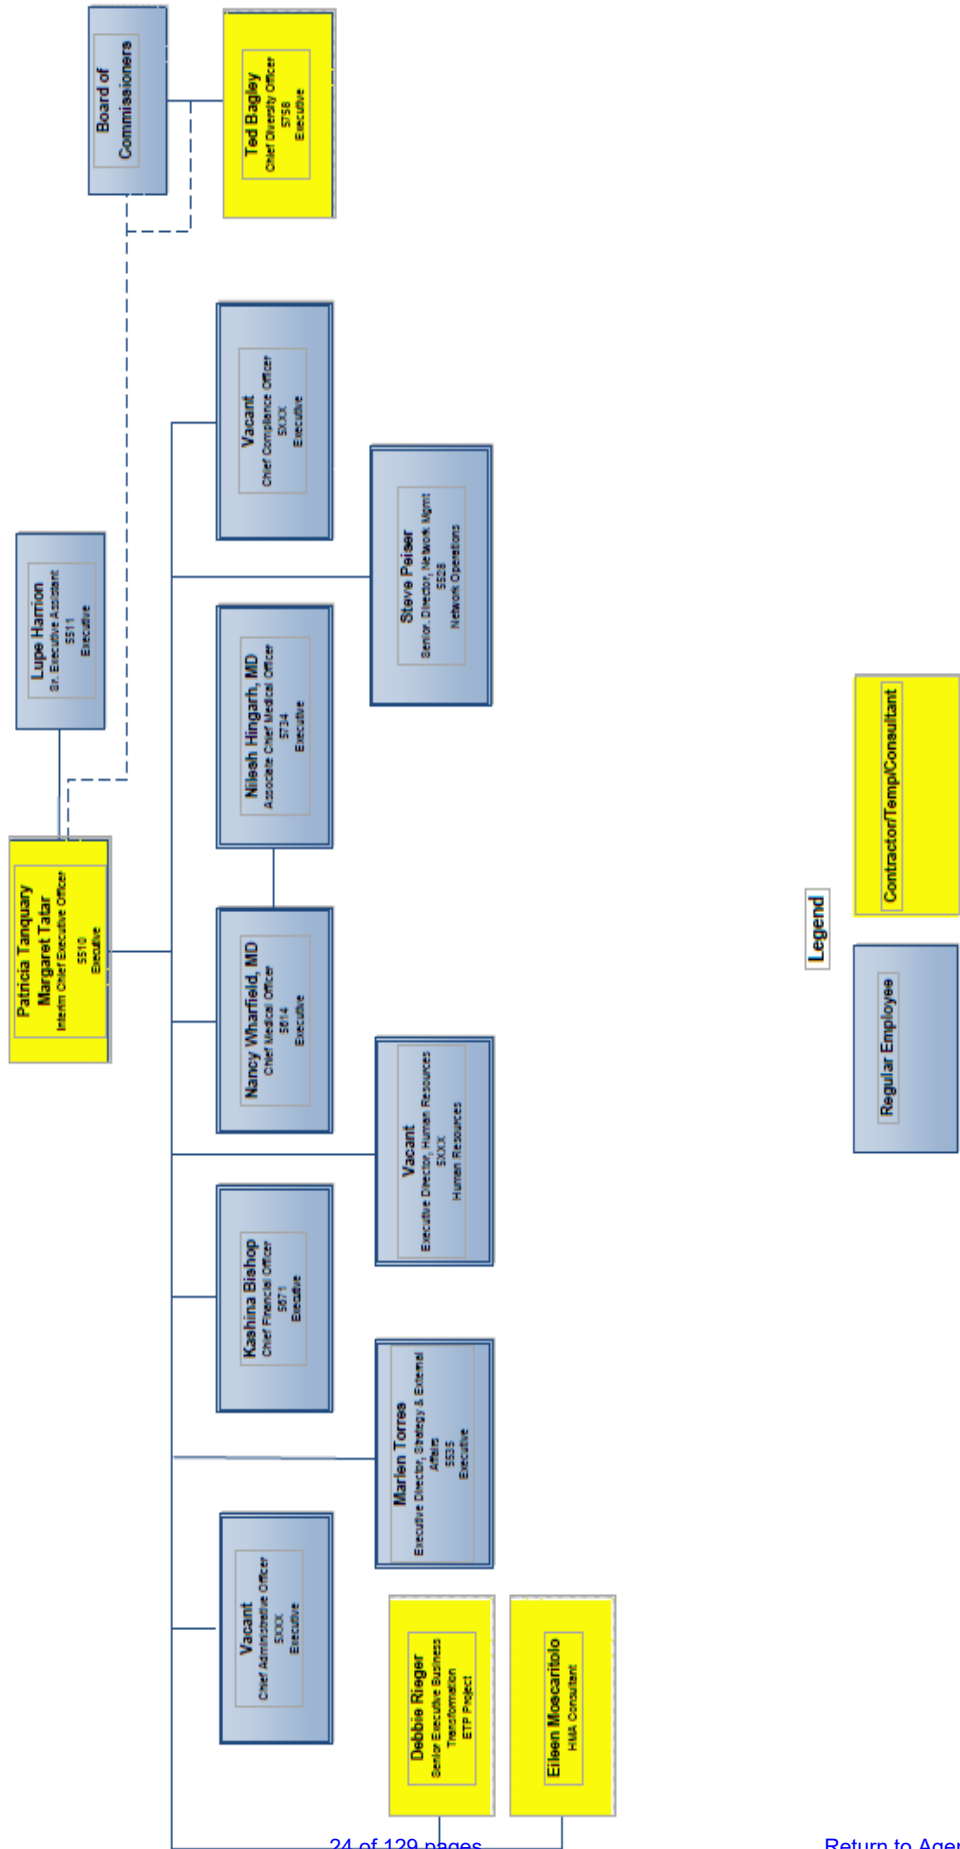 Patricia Tanquary
Margaret Tatar
Interim Chief Executive Officer
5510
Executive
Lupe Harrion
Sr. Executive Assistant
5511
Executive
Board of
Commissioners
Ted Bagley
Chief Diversity Officer
5758
Executive
Vacant
Chief Administrative Officer
5XXX
Executive
Kashina Bishop
Chief Financial Officer
5671
Executive
Nancy Wharfield, MD
Chief Medical Officer
5614
Executive
Nilesh Hingarh, MD
Associate Chief Medical Officer
5734
Executive
Vacant
Chief Compliance Officer
5XXX
Executive
Debbie Rieger
Senior Executive Business
Transformation
ETP Project
Eileen Moscaritolo
HMA Consultant
Marlen Torres
Executive Director, Strategy & External
Affairs
5535
Executive
Vacant
Executive Director, Human Resources
5XXX
Human Resources
Steve Peiser
Senior. Director, Network Mgmt
5528
Network Operations
Legend
Regular Employee
Contractor/Temp/Consultant
24 of 129 pages
Return to Agen